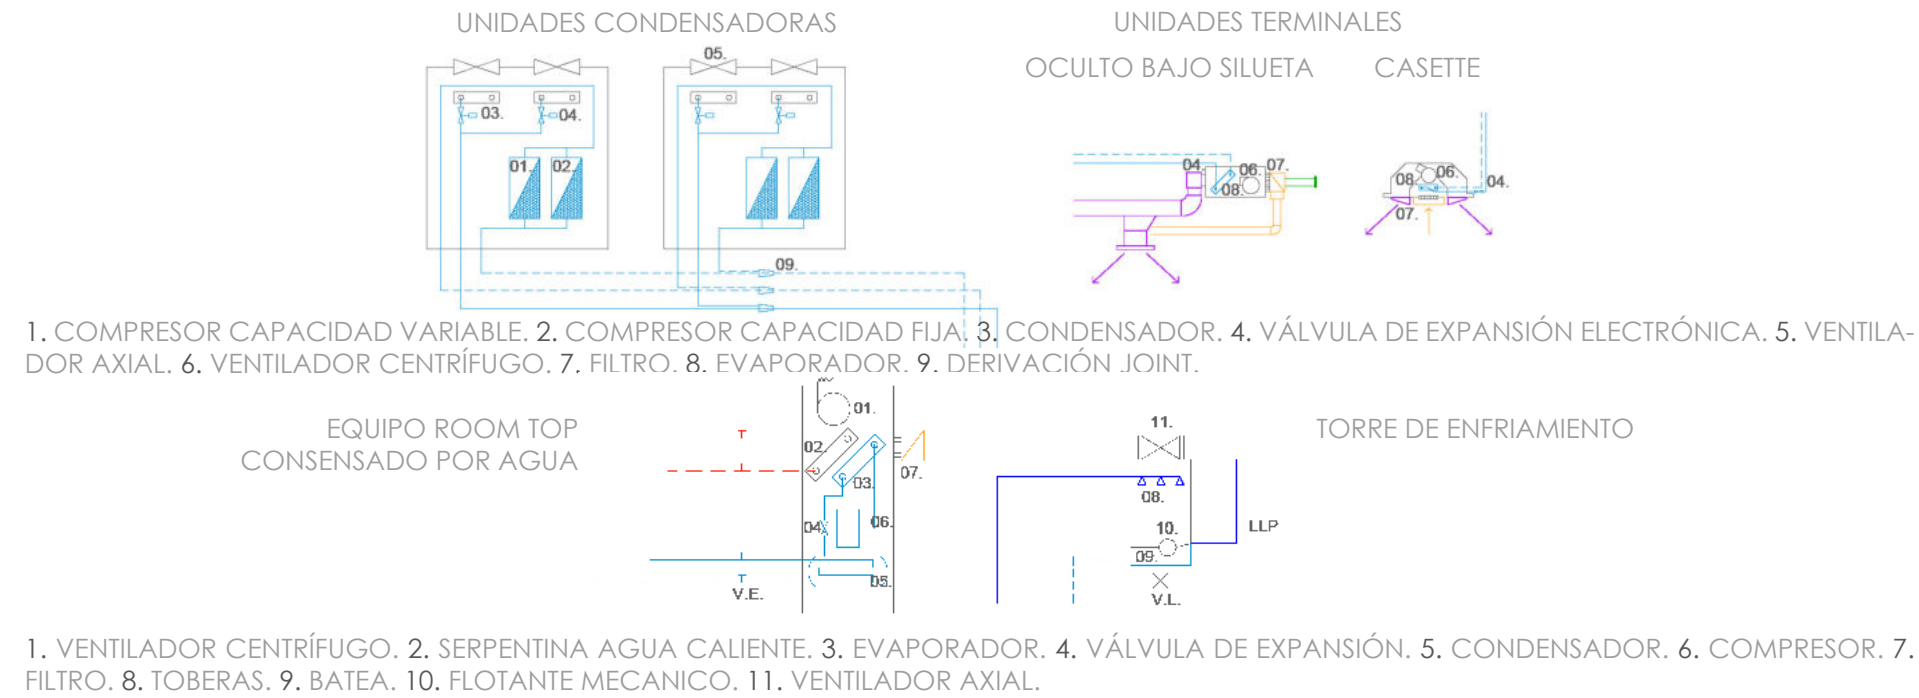 UNIDADES CONDENSADORAS
UNIDADES TERMINALES
OCULTO BAJO SILUETA
CASETTE
05.
03.
04.
01.
02.
09.
04.
06.
07.
08.
08.
06.
04.
07.
1. COMPRESOR CAPACIDAD VARIABLE. 2. COMPRESOR CAPACIDAD FIJA. 3. CONDENSADOR. 4. VÁLVULA DE EXPANSIÓN ELECTRÓNICA. 5. VENTILA-
DOR AXIAL. 6. VENTILADOR CENTRÍFUGO. 7. FILTRO. 8. EVAPORADOR. 9. DERIVACIÓN JOINT.
EQUIPO ROOM TOP
CONSENSADO POR AGUA
01.
02.
07.
03.
04.
06.
05.
V.E.
TORRE DE ENFRIAMIENTO
11.
08.
10.
LLP
09.
V.L.
1. VENTILADOR CENTRÍFUGO. 2. SERPENTINA AGUA CALIENTE. 3. EVAPORADOR. 4. VÁLVULA DE EXPANSIÓN. 5. CONDENSADOR. 6. COMPRESOR. 7.
FILTRO. 8. TOBERAS. 9. BATEA. 10. FLOTANTE MECANICO. 11. VENTILADOR AXIAL.